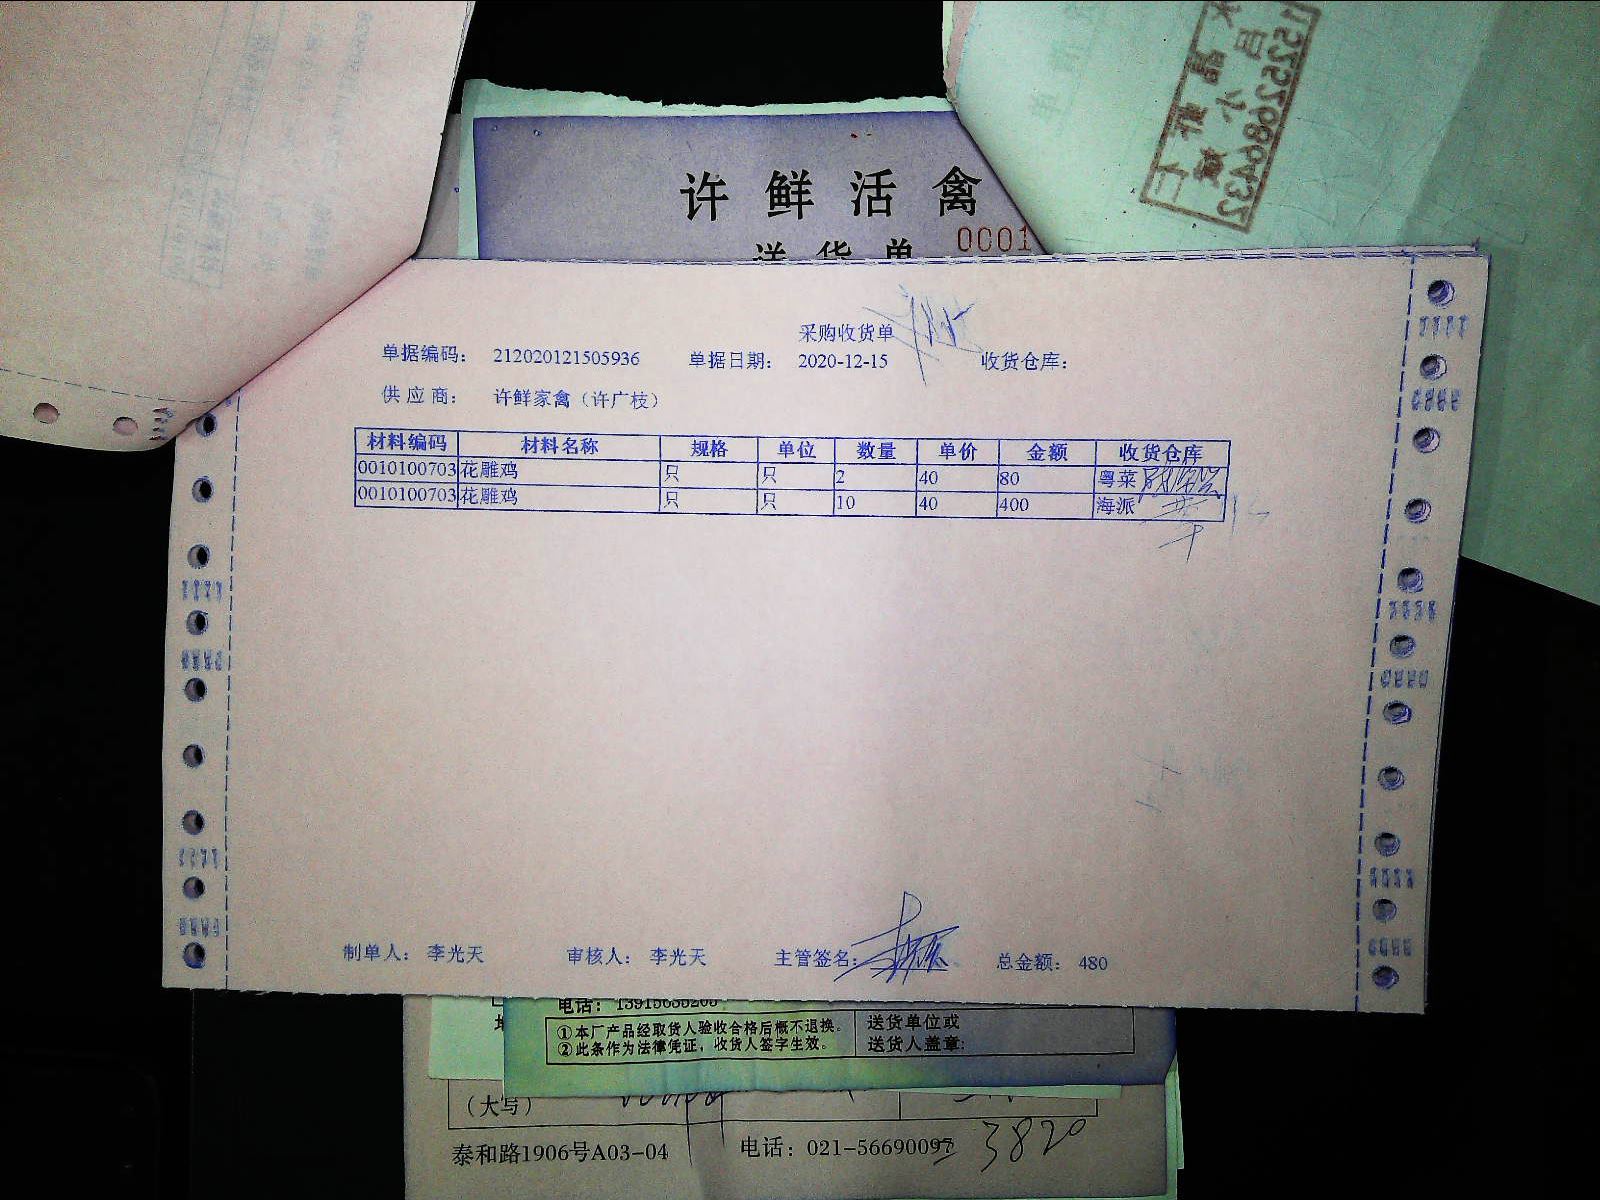 许鲜活禽
送货单 0001
采购收货单
单据编码： 212020121505936 单据日期： 2020-12-15 收货仓库：
供应商： 许鲜家禽（许广枝）
材料编码 材料名称 规格 单位 数量 单价 金额 收货仓库
0010100703 花雕鸡 只 只 2 40 80 粤菜
0010100703 花雕鸡 只 只 10 40 400 海派
制单人： 李光天 审核人： 李光天 主管签名： 总金额： 480
电话：
①本厂产品经取货人验收合格后概不退换。 送货单位或
②此条作为法律凭证，收货人签字生效。 送货人盖章:
（大写）
泰和路1906号A03-04 电话：021-56690097 3820
15252686432